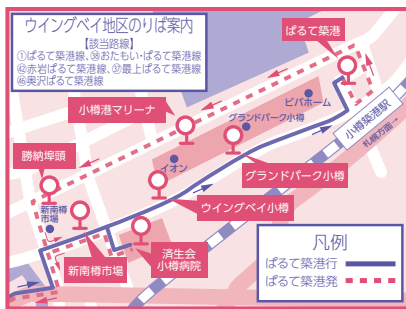 ウイングベイ地区のりば案内
【該当路線】
①ぱるて築港線、㊳おたもい・ぱるて築港線
㊷赤岩ぱるて築港線、㊲最上ぱるて築港線
㊻奥沢ぱるて築港線
ぱるて築港
小樽港マリーナ
ビバホーム
グランドパーク小樽
小樽築港駅
札幌方面→
勝納埠頭
イオン
グランドパーク小樽
新南樽
市場
ウイングベイ小樽
新南樽市場
済生会
小樽病院
凡例
ぱるて築港行
ぱるて築港発